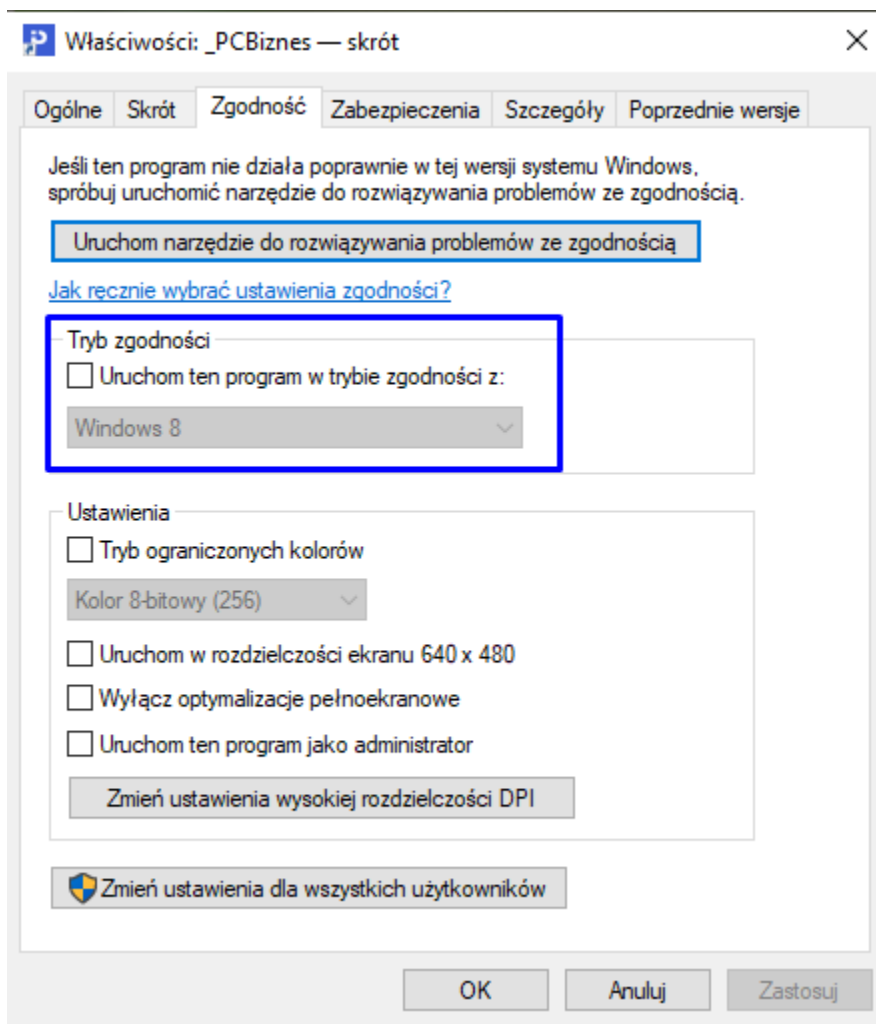 Właściwości: _PCBiznes — skrót
Ogólne Skrót Zgodność Zabezpieczenia Szczegóły Poprzednie wersje
Jeśli ten program nie działa poprawnie w tej wersji systemu Windows,
spróbuj uruchomić narzędzie do rozwiązywania problemów ze zgodnością.
Uruchom narzędzie do rozwiązywania problemów ze zgodnością
Jak ręcznie wybrać ustawienia zgodności?
Tryb zgodności
Uruchom ten program w trybie zgodności z:
Windows 8
Ustawienia
Tryb ograniczonych kolorów
Kolor 8-bitowy (256)
Uruchom w rozdzielczości ekranu 640 x 480
Wyłącz optymalizacje pełnoekranowe
Uruchom ten program jako administrator
Zmień ustawienia wysokiej rozdzielczości DPI
Zmień ustawienia dla wszystkich użytkowników
OK Anuluj Zastosuj